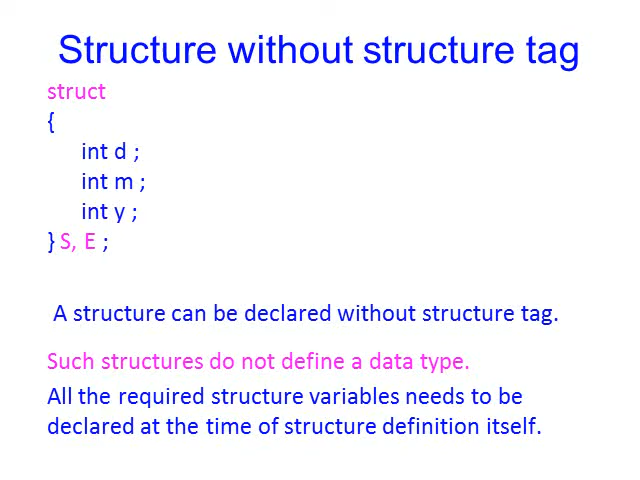 Structure without structure tag
struct
{
int d ;
int m ;
int y ;
} S, E ;
A structure can be declared without structure tag.
Such structures do not define a data type.
All the required structure variables needs to be
declared at the time of structure definition itself.